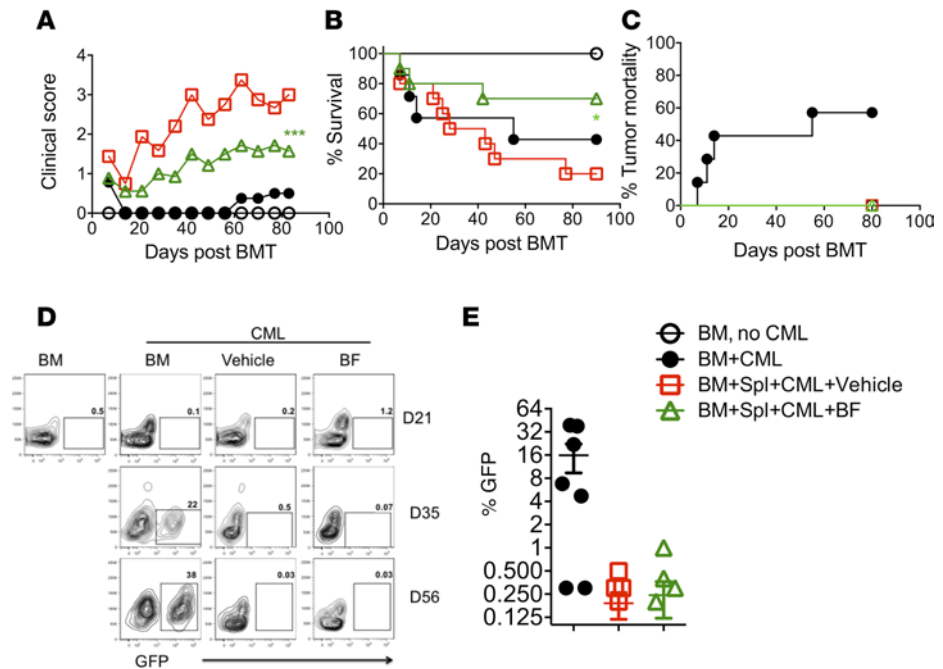 A
Clinical score
4
3
2
1
0
0 20 40 60 80 100
Days post BMT
***
B
% Survival
100
80
60
40
20
0
0 20 40 60 80 100
Days post BMT
*
C
% Tumor mortality
100
80
60
40
20
0
0 20 40 60 80 100
Days post BMT
D
CML
BM BM Vehicle BF
0.5 0.1 0.2 1.2
D21
22 0.5 0.07
D35
38 0.03 0.03
D56
GFP
E
% GFP
64
32
16
8
4
2
1
0.500
0.250
0.125
BM, no CML
BM+CML
BM+Spl+CML+Vehicle
BM+Spl+CML+BF